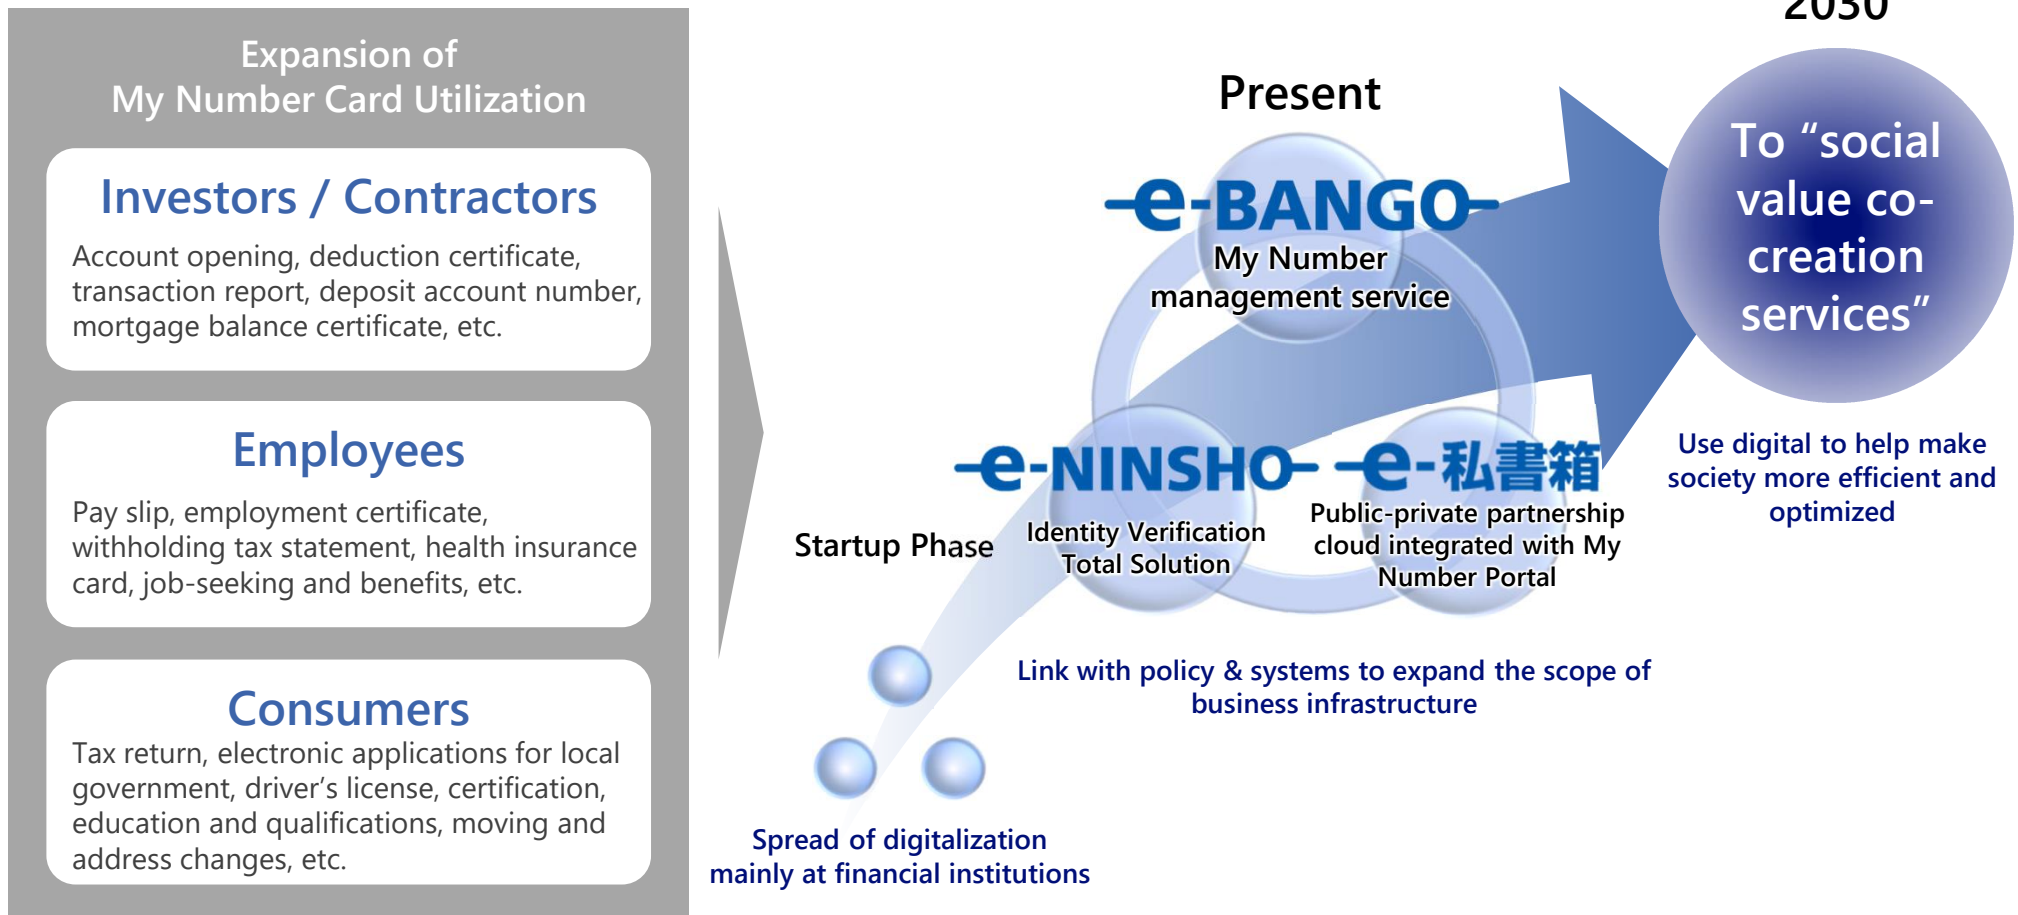 Expansion of
My Number Card Utilization
Investors / Contractors
Account opening, deduction certificate,
transaction report, deposit account number,
mortgage balance certificate, etc.
Employees
Pay slip, employment certificate,
withholding tax statement, health insurance
card, job-seeking and benefits, etc.
Consumers
Tax return, electronic applications for local
government, driver’s license, certification,
education and qualifications, moving and
address changes, etc.
Startup Phase
Spread of digitalization
mainly at financial institutions
Present
e-BANGO
My Number
management service
e-NINSHO
Identity Verification
Total Solution
e-私書箱
Public-private partnership
cloud integrated with My
Number Portal
Link with policy & systems to expand the scope of
business infrastructure
2030
To “social
value co-
creation
services”
Use digital to help make
society more efficient and
optimized